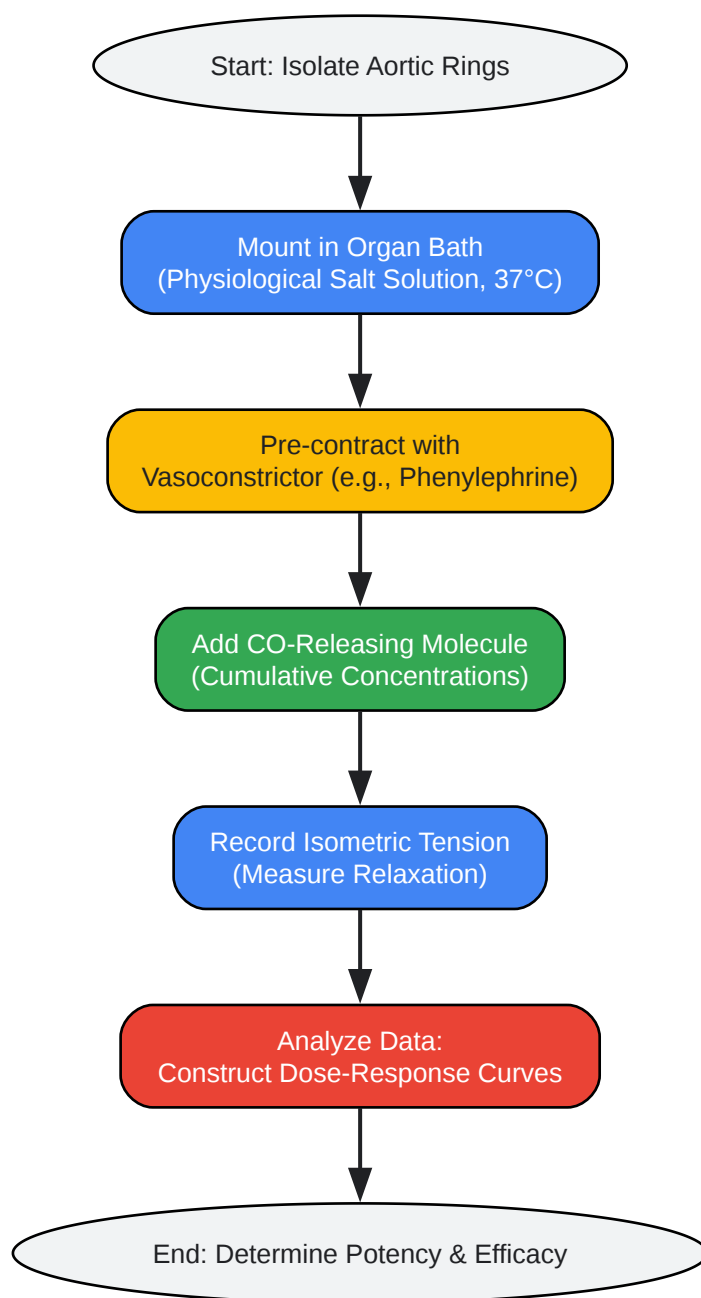 Start: Isolate Aortic Rings
Mount in Organ Bath
(Physiological Salt Solution, 37°C)
Pre-contract with
Vasoconstrictor (e.g., Phenylephrine)
Add CO-Releasing Molecule
(Cumulative Concentrations)
Record Isometric Tension
(Measure Relaxation)
Analyze Data:
Construct Dose-Response Curves
End: Determine Potency & Efficacy